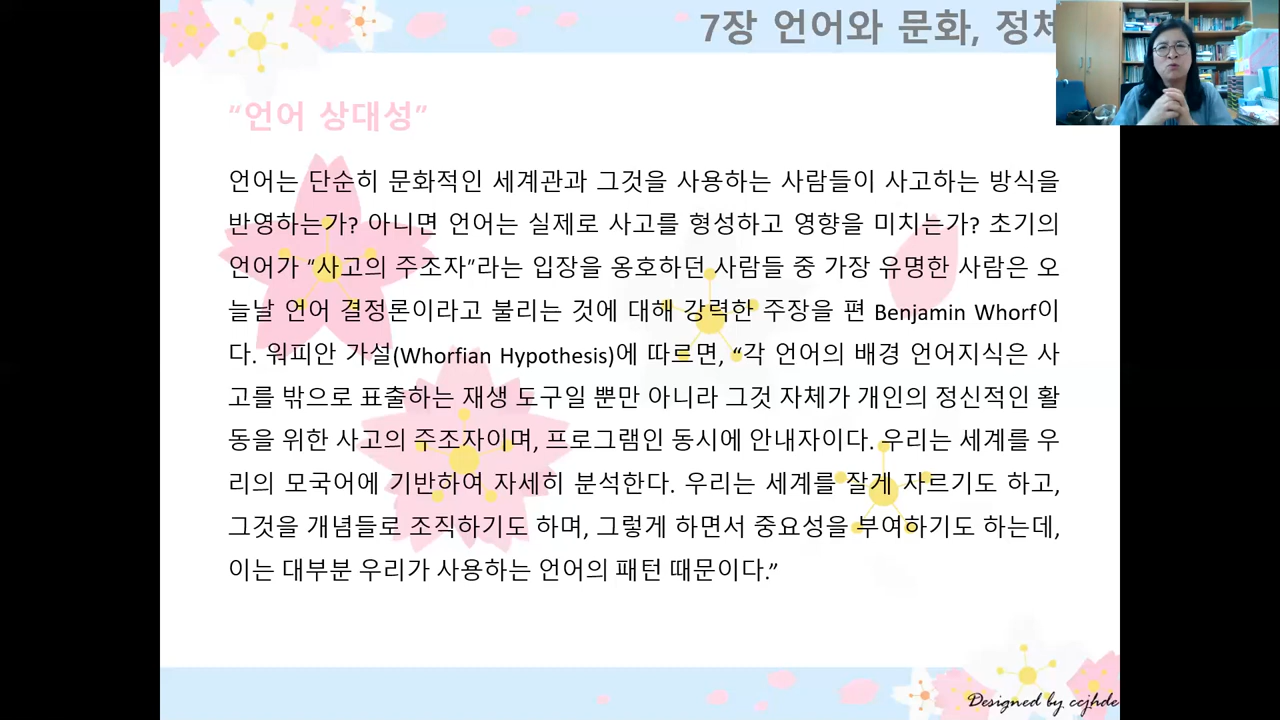 7장 언어와 문화, 정체
“언어 상대성”
언어는 단순히 문화적인 세계관과 그것을 사용하는 사람들이 사고하는 방식을
반영하는가? 아니면 언어는 실제로 사고를 형성하고 영향을 미치는가? 초기의
언어가 “사고의 주조자”라는 입장을 옹호하던 사람들 중 가장 유명한 사람은 오
늘날 언어 결정론이라고 불리는 것에 대해 강력한 주장을 편 Benjamin Whorf이
다. 워피안 가설(Whorfian Hypothesis)에 따르면, “각 언어의 배경 언어지식은 사
고를 밖으로 표출하는 재생 도구일 뿐만 아니라 그것 자체가 개인의 정신적인 활
동을 위한 사고의 주조자이며, 프로그램인 동시에 안내자이다. 우리는 세계를 우
리의 모국어에 기반하여 자세히 분석한다. 우리는 세계를 잘게 자르기도 하고,
그것을 개념들로 조직하기도 하며, 그렇게 하면서 중요성을 부여하기도 하는데,
이는 대부분 우리가 사용하는 언어의 패턴 때문이다.”
Designed by ccjhde